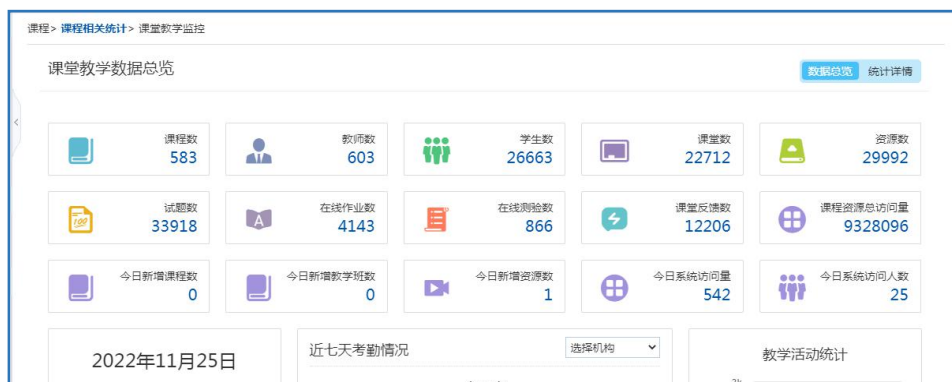 课程> 课程相关统计> 课堂教学监控
课堂教学数据总览
数据总览 统计详情
课程数 教师数 学生数 课堂数 资源数
583 603 26663 22712 29992
试题数 在线作业数 在线测验数 课堂反馈数 课程资源总访问量
33918 4143 866 12206 9328096
今日新增课程数 今日新增教学班数 今日新增资源数 今日系统访问量 今日系统访问人数
0 0 1 542 25
2022年11月25日
近七天考勤情况 选择机构
教学活动统计